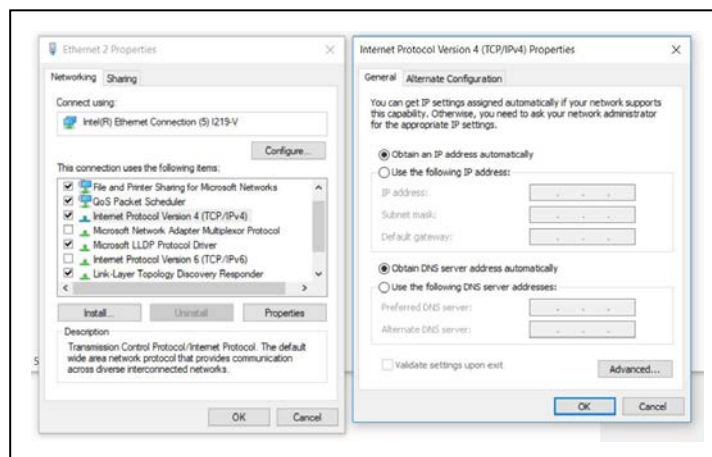 Ethernet 2 Properties
Networking
Sharing
Connect using:
Intel(R) Ethernet Connection (5) I219-V
Configure...
This connection uses the following items:
File and Printer Sharing for Microsoft Networks
QoS Packet Scheduler
Internet Protocol Version 4 (TCP/IPv4)
Microsoft Network Adapter Multiplexor Protocol
Microsoft LLDP Protocol Driver
Internet Protocol Version 6 (TCP/IPv6)
Link-Layer Topology Discovery Responder
Install...
Uninstall
Properties
Description
Transmission Control Protocol/Internet Protocol. The default
wide area network protocol that provides communication
across diverse interconnected networks.
OK
Cancel
5
Internet Protocol Version 4 (TCP/IPv4) Properties
General
Alternate Configuration
You can get IP settings assigned automatically if your network supports
this capability. Otherwise, you need to ask your network administrator
for the appropriate IP settings.
Obtain an IP address automatically
Use the following IP address:
IP address:
Subnet mask:
Default gateway:
Obtain DNS server address automatically
Use the following DNS server addresses:
Preferred DNS server:
Alternate DNS server:
Validate settings upon exit
Advanced...
OK
Cancel